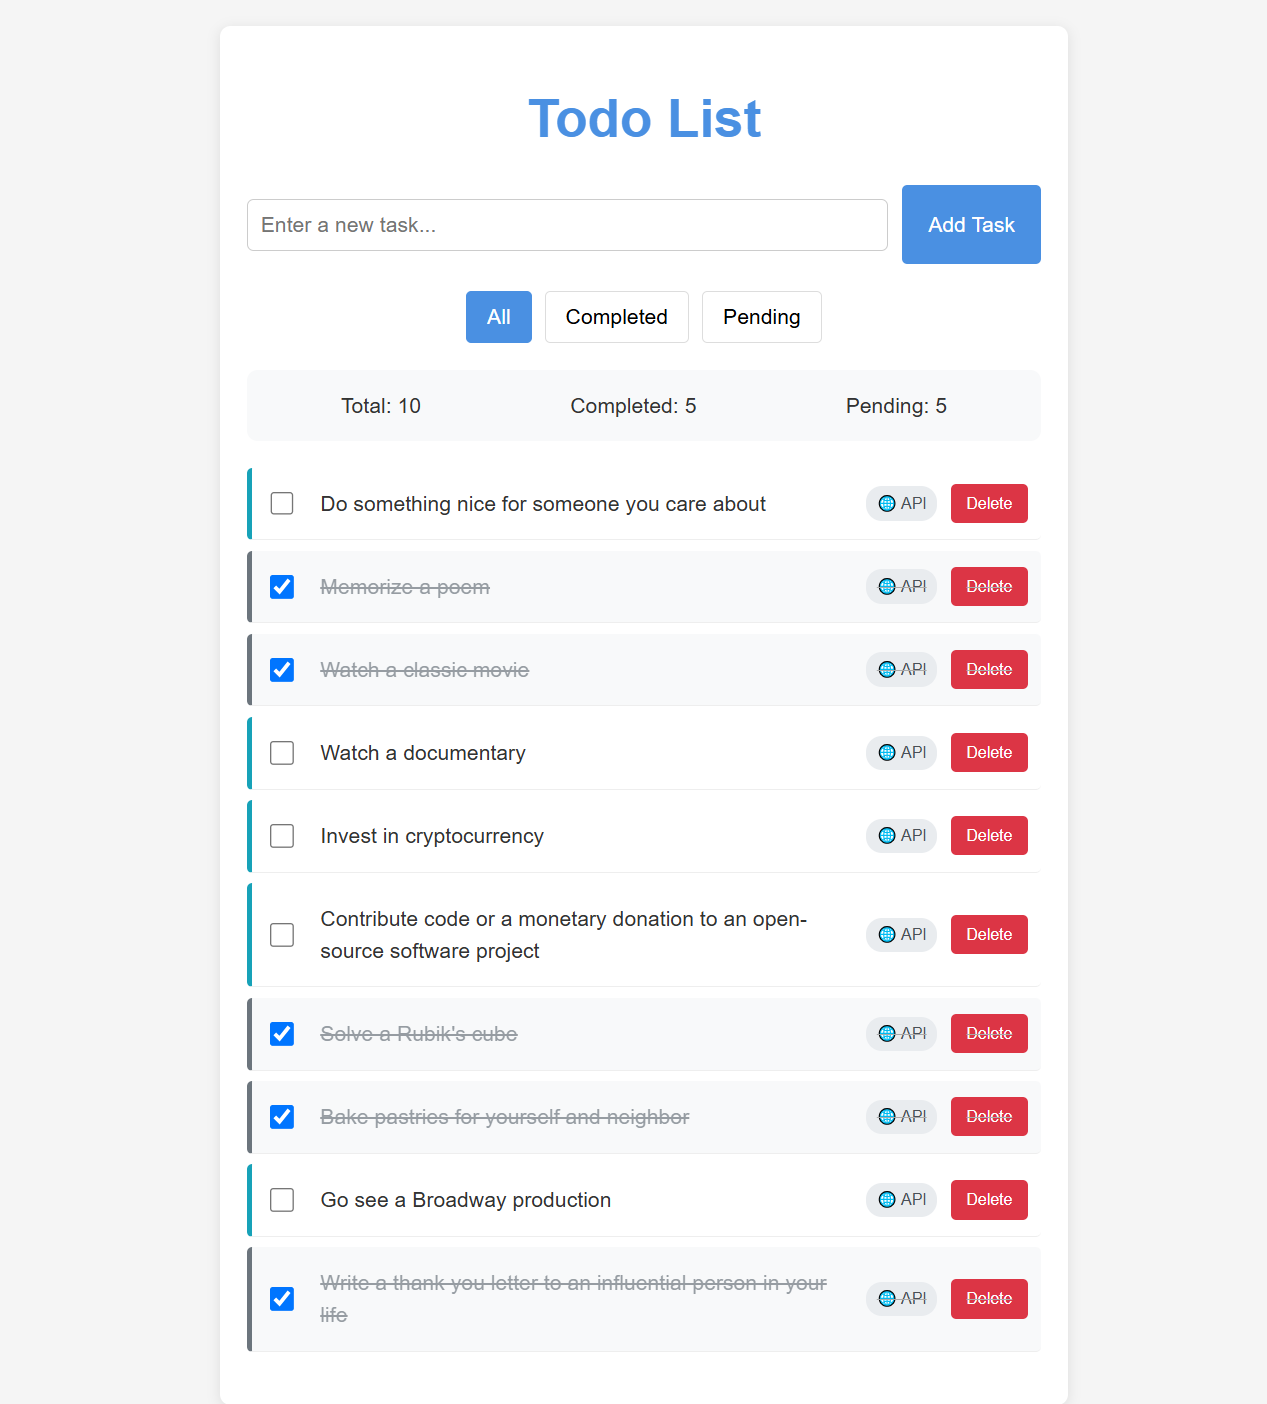 Todo List
Enter a new task...
Add Task
All
Completed
Pending
Total: 10
Completed: 5
Pending: 5
Do something nice for someone you care about
API
Delete
Memorize a poem
API
Delete
Watch a classic movie
API
Delete
Watch a documentary
API
Delete
Invest in cryptocurrency
API
Delete
Contribute code or a monetary donation to an open-
source software project
API
Delete
Solve a Rubik's cube
API
Delete
Bake pastries for yourself and neighbor
API
Delete
Go see a Broadway production
API
Delete
Write a thank you letter to an influential person in your
life
API
Delete